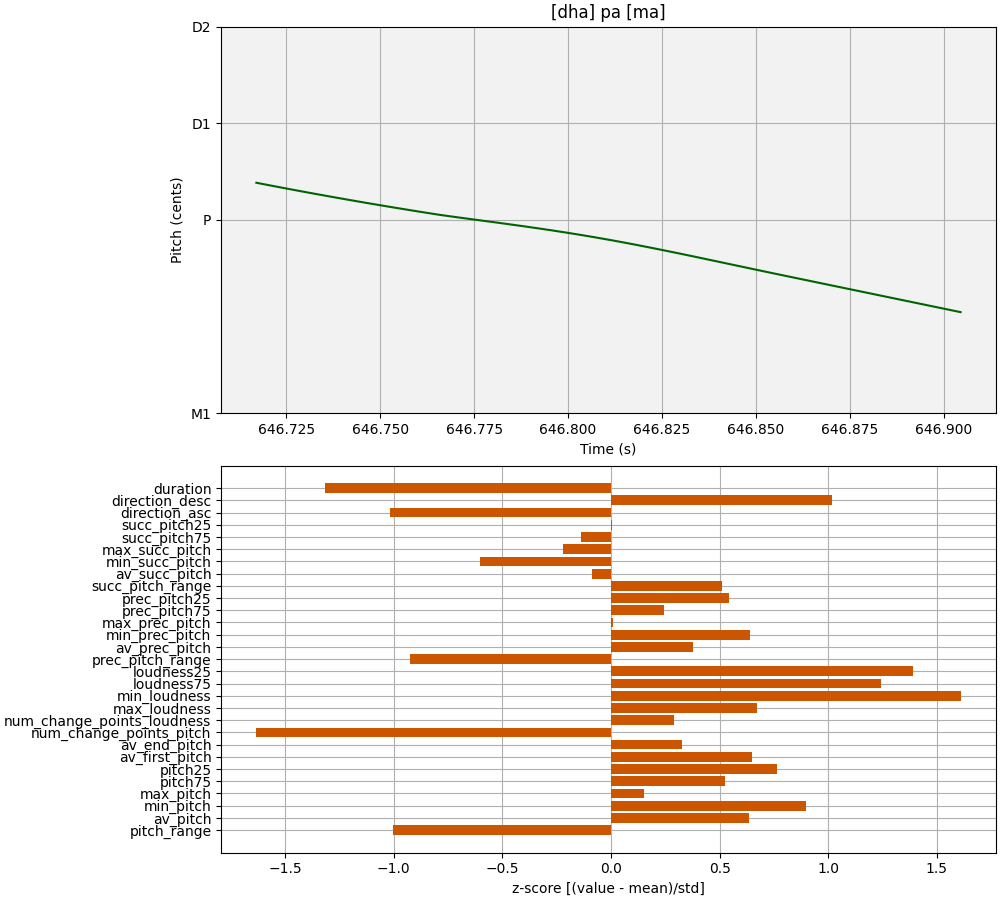 [dha] pa [ma]
D2
D1
P
M1
Pitch (cents)
646.725 646.750 646.775 646.800 646.825 646.850 646.875 646.900
Time (s)
duration
direction_desc
direction_asc
succ_pitch25
succ_pitch75
max_succ_pitch
min_succ_pitch
av_succ_pitch
succ_pitch_range
prec_pitch25
prec_pitch75
max_prec_pitch
min_prec_pitch
av_prec_pitch
prec_pitch_range
loudness25
loudness75
min_loudness
max_loudness
num_change_points_loudness
num_change_points_pitch
av_end_pitch
av_first_pitch
pitch25
pitch75
max_pitch
min_pitch
av_pitch
pitch_range
−1.5 −1.0 −0.5 0.0 0.5 1.0 1.5
z-score [(value - mean)/std]